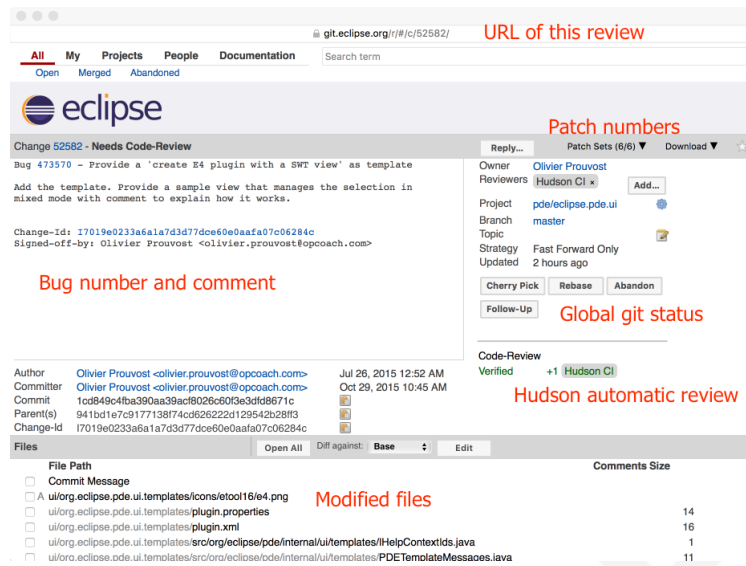 git.eclipse.org/r/#/c/52582/
URL of this review
All My Projects People Documentation Search term
Open Merged Abandoned
eclipse
Patch numbers
Change 52582 - Needs Code-Review
Reply... Patch Sets (6/6) ▼ Download ▼
Bug 473570 - Provide a 'create E4 plugin with a SWT view' as template
Add the template. Provide a sample view that manages the selection in
mixed mode with comment to explain how it works.
Change-Id: I7019e0233a6a1a7d3d77dce60e0aafa07c06284c
Signed-off-by: Olivier Prouvost <olivier.prouvost@opcoach.com>
Bug number and comment
Owner Olivier Prouvost
Reviewers Hudson CI × Add...
Project pde/eclipse.pde.ui
Branch master
Topic
Strategy Fast Forward Only
Updated 2 hours ago
Cherry Pick Rebase Abandon
Follow-Up
Global git status
Code-Review
Verified +1 Hudson CI
Hudson automatic review
Author Olivier Prouvost <olivier.prouvost@opcoach.com> Jul 26, 2015 12:52 AM
Committer Olivier Prouvost <olivier.prouvost@opcoach.com> Oct 29, 2015 10:45 AM
Commit 1cd849c4fba390aa39acf8026c60f3e3dfd8671c
Parent(s) 941bd1e7c9177138f74cd626222d129542b28ff3
Change-Id I7019e0233a6a1a7d3d77dce60e0aafa07c06284c
Files Open All Diff against: Base Edit
File Path Comments Size
Commit Message
A ui/org.eclipse.pde.ui.templates/icons/etool16/e4.png
Modified files
ui/org.eclipse.pde.ui.templates/plugin.properties 14
ui/org.eclipse.pde.ui.templates/plugin.xml 16
ui/org.eclipse.pde.ui.templates/src/org/eclipse/pde/internal/ui/templates/IHelpContextIds.java 1
ui/org.eclipse.pde.ui.templates/src/org/eclipse/pde/internal/ui/templates/PDETemplateMessages.java 11